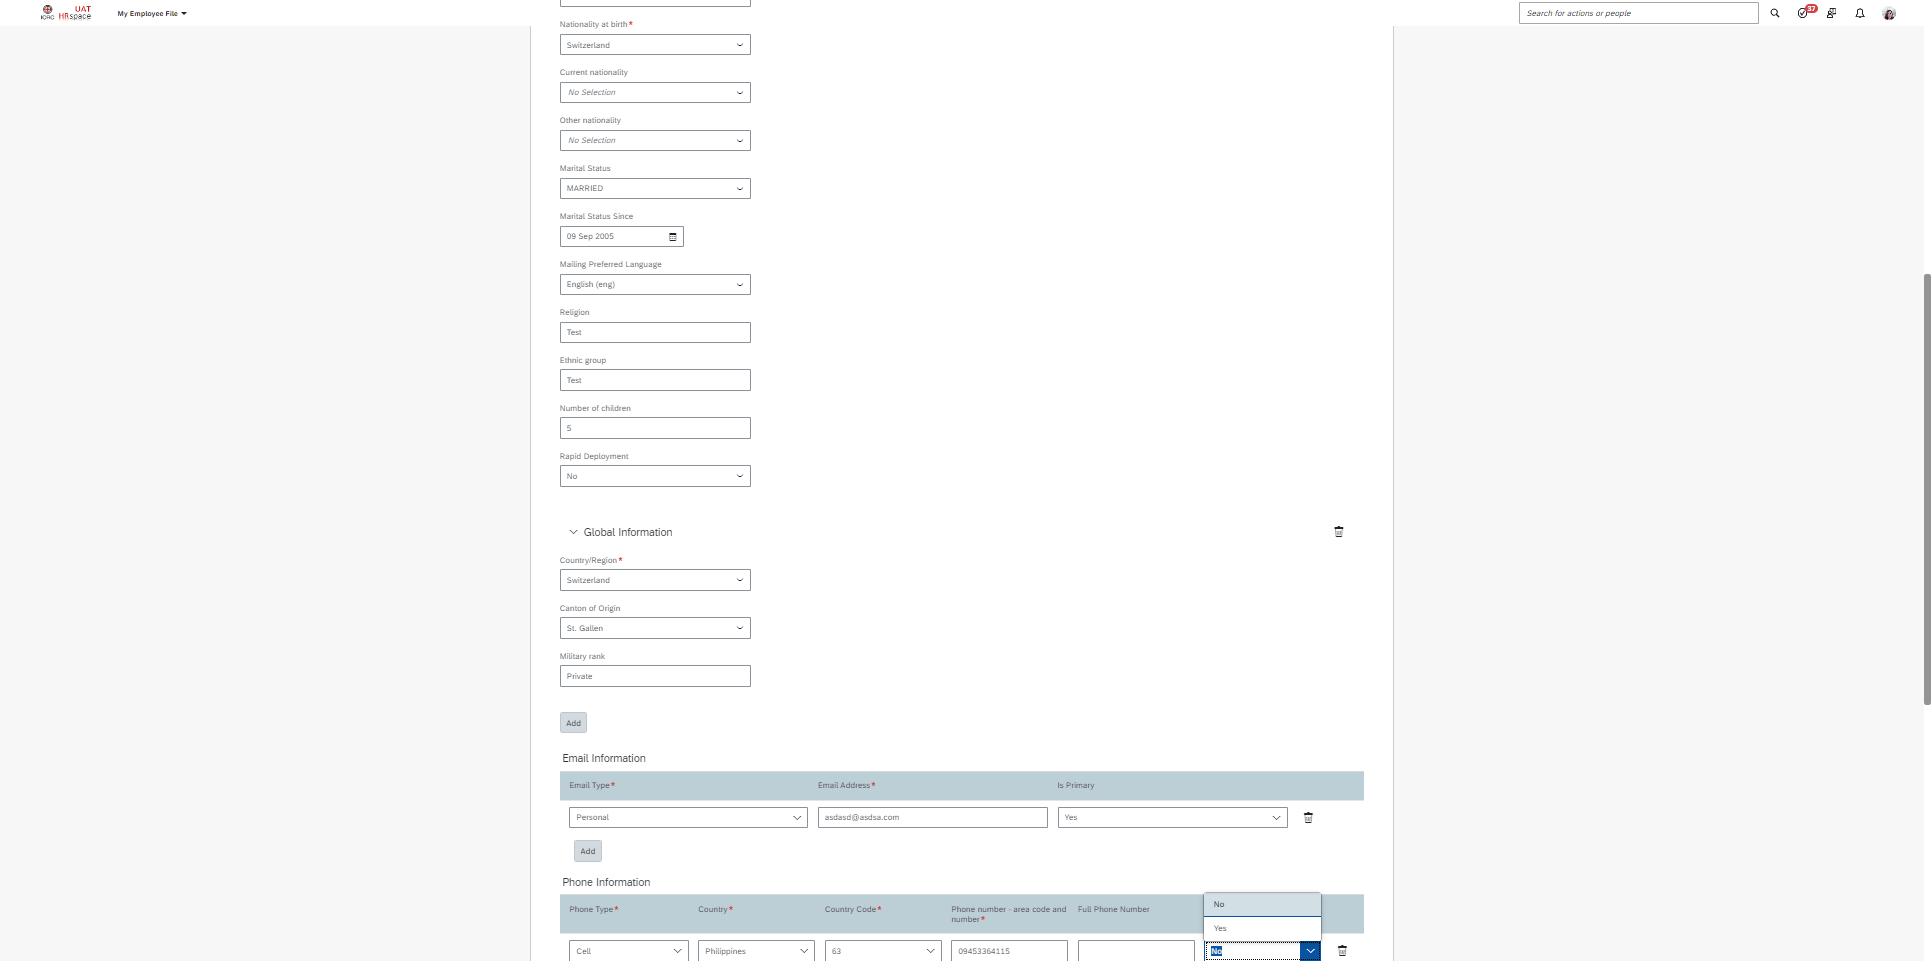 ICRC
UAT
HRspace
My Employee File
Search for actions or people
37
Nationality at birth*
Switzerland
Current nationality
No Selection
Other nationality
No Selection
Marital Status
MARRIED
Marital Status Since
09 Sep 2005
Mailing Preferred Language
English (eng)
Religion
Test
Ethnic group
Test
Number of children
5
Rapid Deployment
No
Global Information
Country/Region*
Switzerland
Canton of Origin
St. Gallen
Military rank
Private
Add
Email Information
Email Type* Email Address* Is Primary
Personal asdasd@asdsa.com Yes
Add
Phone Information
Phone Type* Country* Country Code* Phone number - area code and number* Full Phone Number
No
Yes
Cell Philippines 63 09453364115 No